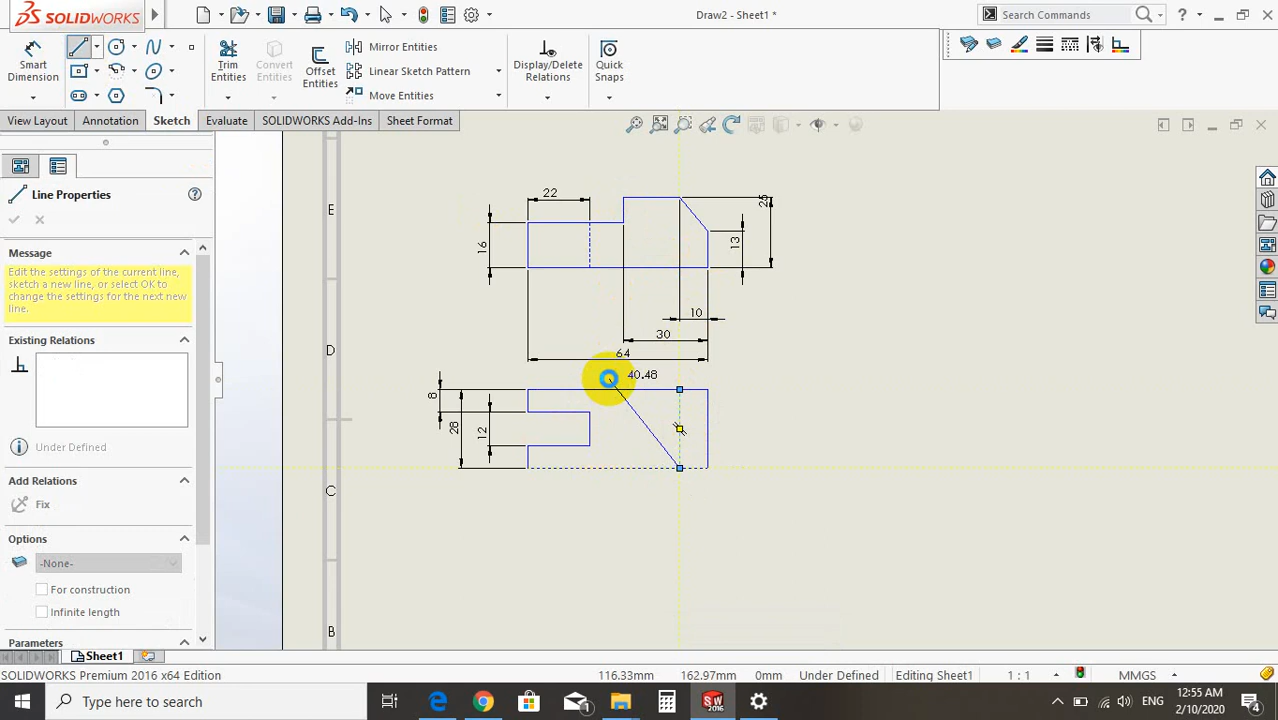 SOLIDWORKS
Draw2 - Sheet1 *
Search Commands
Smart Dimension
Trim Entities
Convert Entities
Offset Entities
Mirror Entities
Linear Sketch Pattern
Move Entities
Display/Delete Relations
Quick Snaps
View Layout
Annotation
Sketch
Evaluate
SOLIDWORKS Add-Ins
Sheet Format
Line Properties
Message
Edit the settings of the current line,
sketch a new line, or select OK to
change the settings for the next new
line.
Existing Relations
Under Defined
Add Relations
Fix
Options
-None-
For construction
Infinite length
Parameters
E
D
C
B
22
16
25
13
10
30
64
40.48
8
28
12
Sheet1
SOLIDWORKS Premium 2016 x64 Edition
116.33mm
162.97mm
0mm
Under Defined
Editing Sheet1
1 : 1
MMGS
Type here to search
SW
2016
1
ENG
12:55 AM
2/10/2020
4